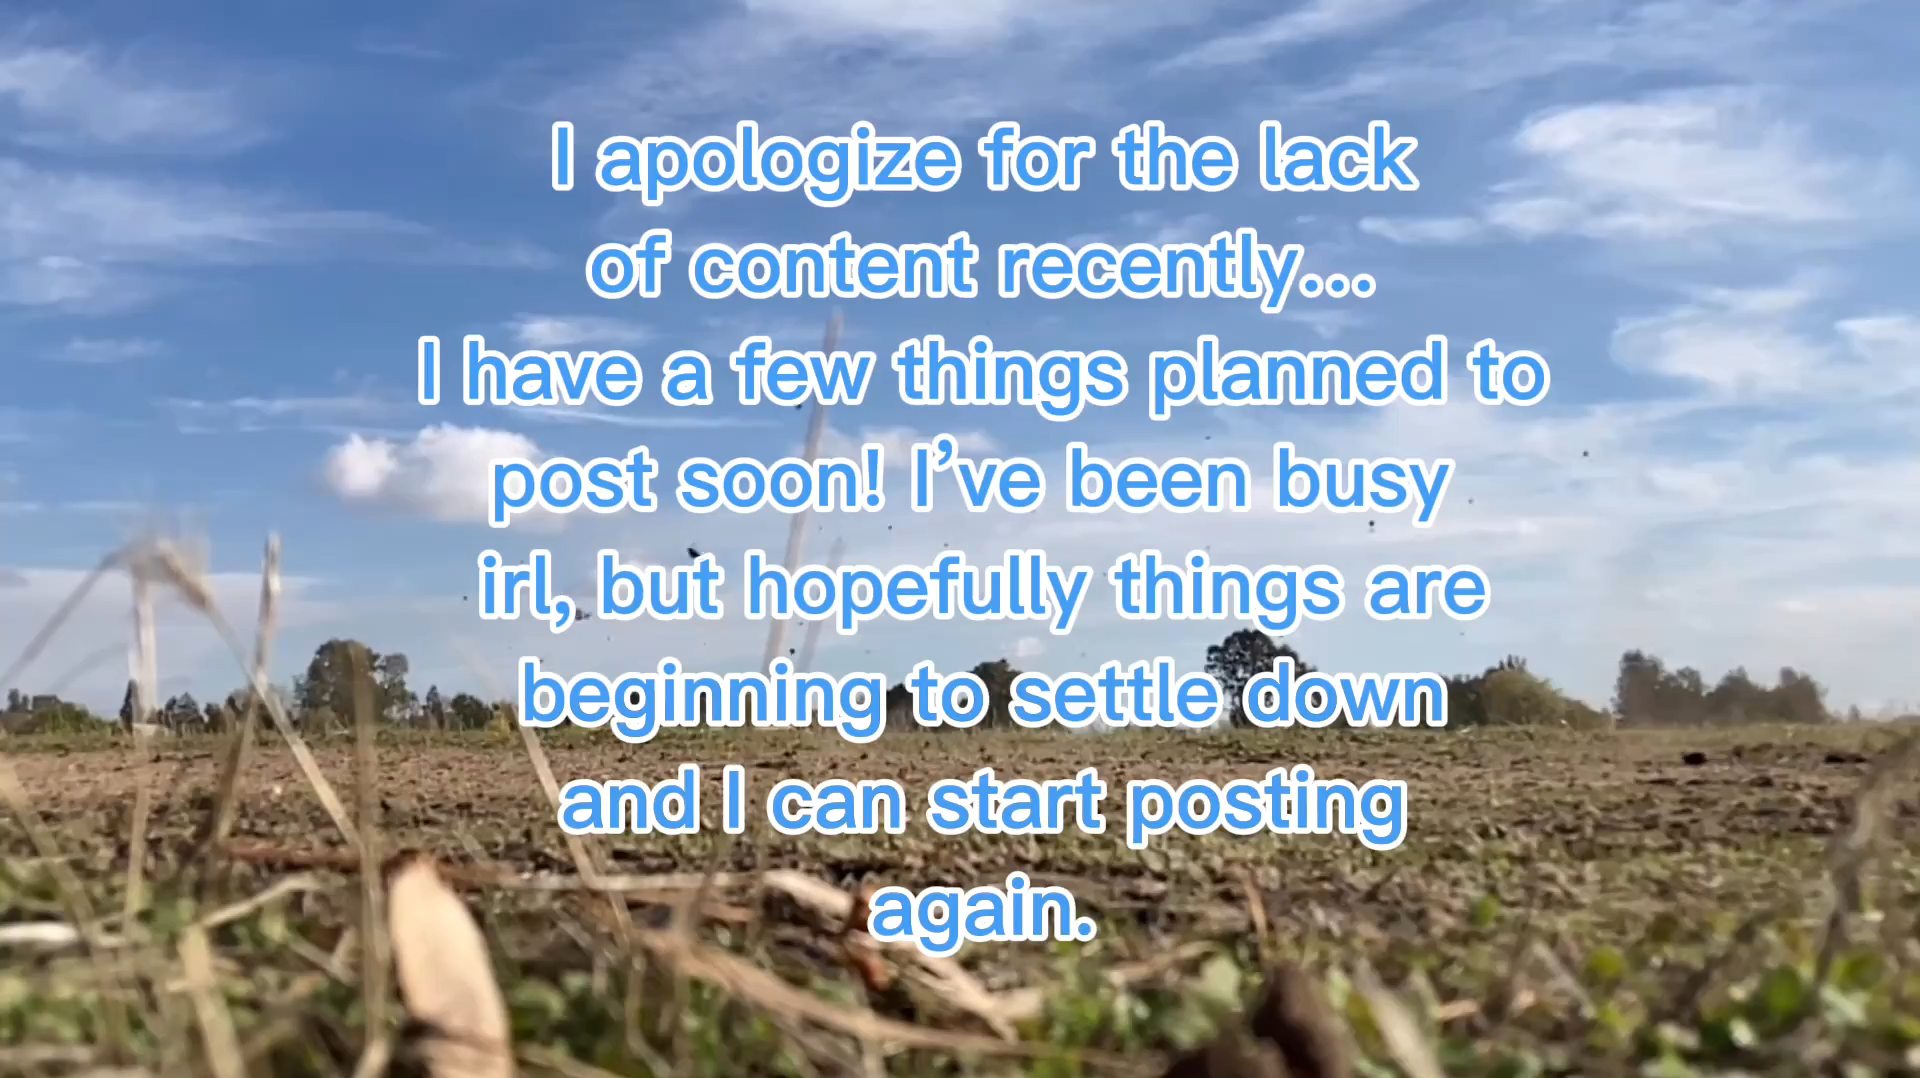 I apologize for the lack
of content recently...
I have a few things planned to
post soon! I’ve been busy
irl, but hopefully things are
beginning to settle down
and I can start posting
again.